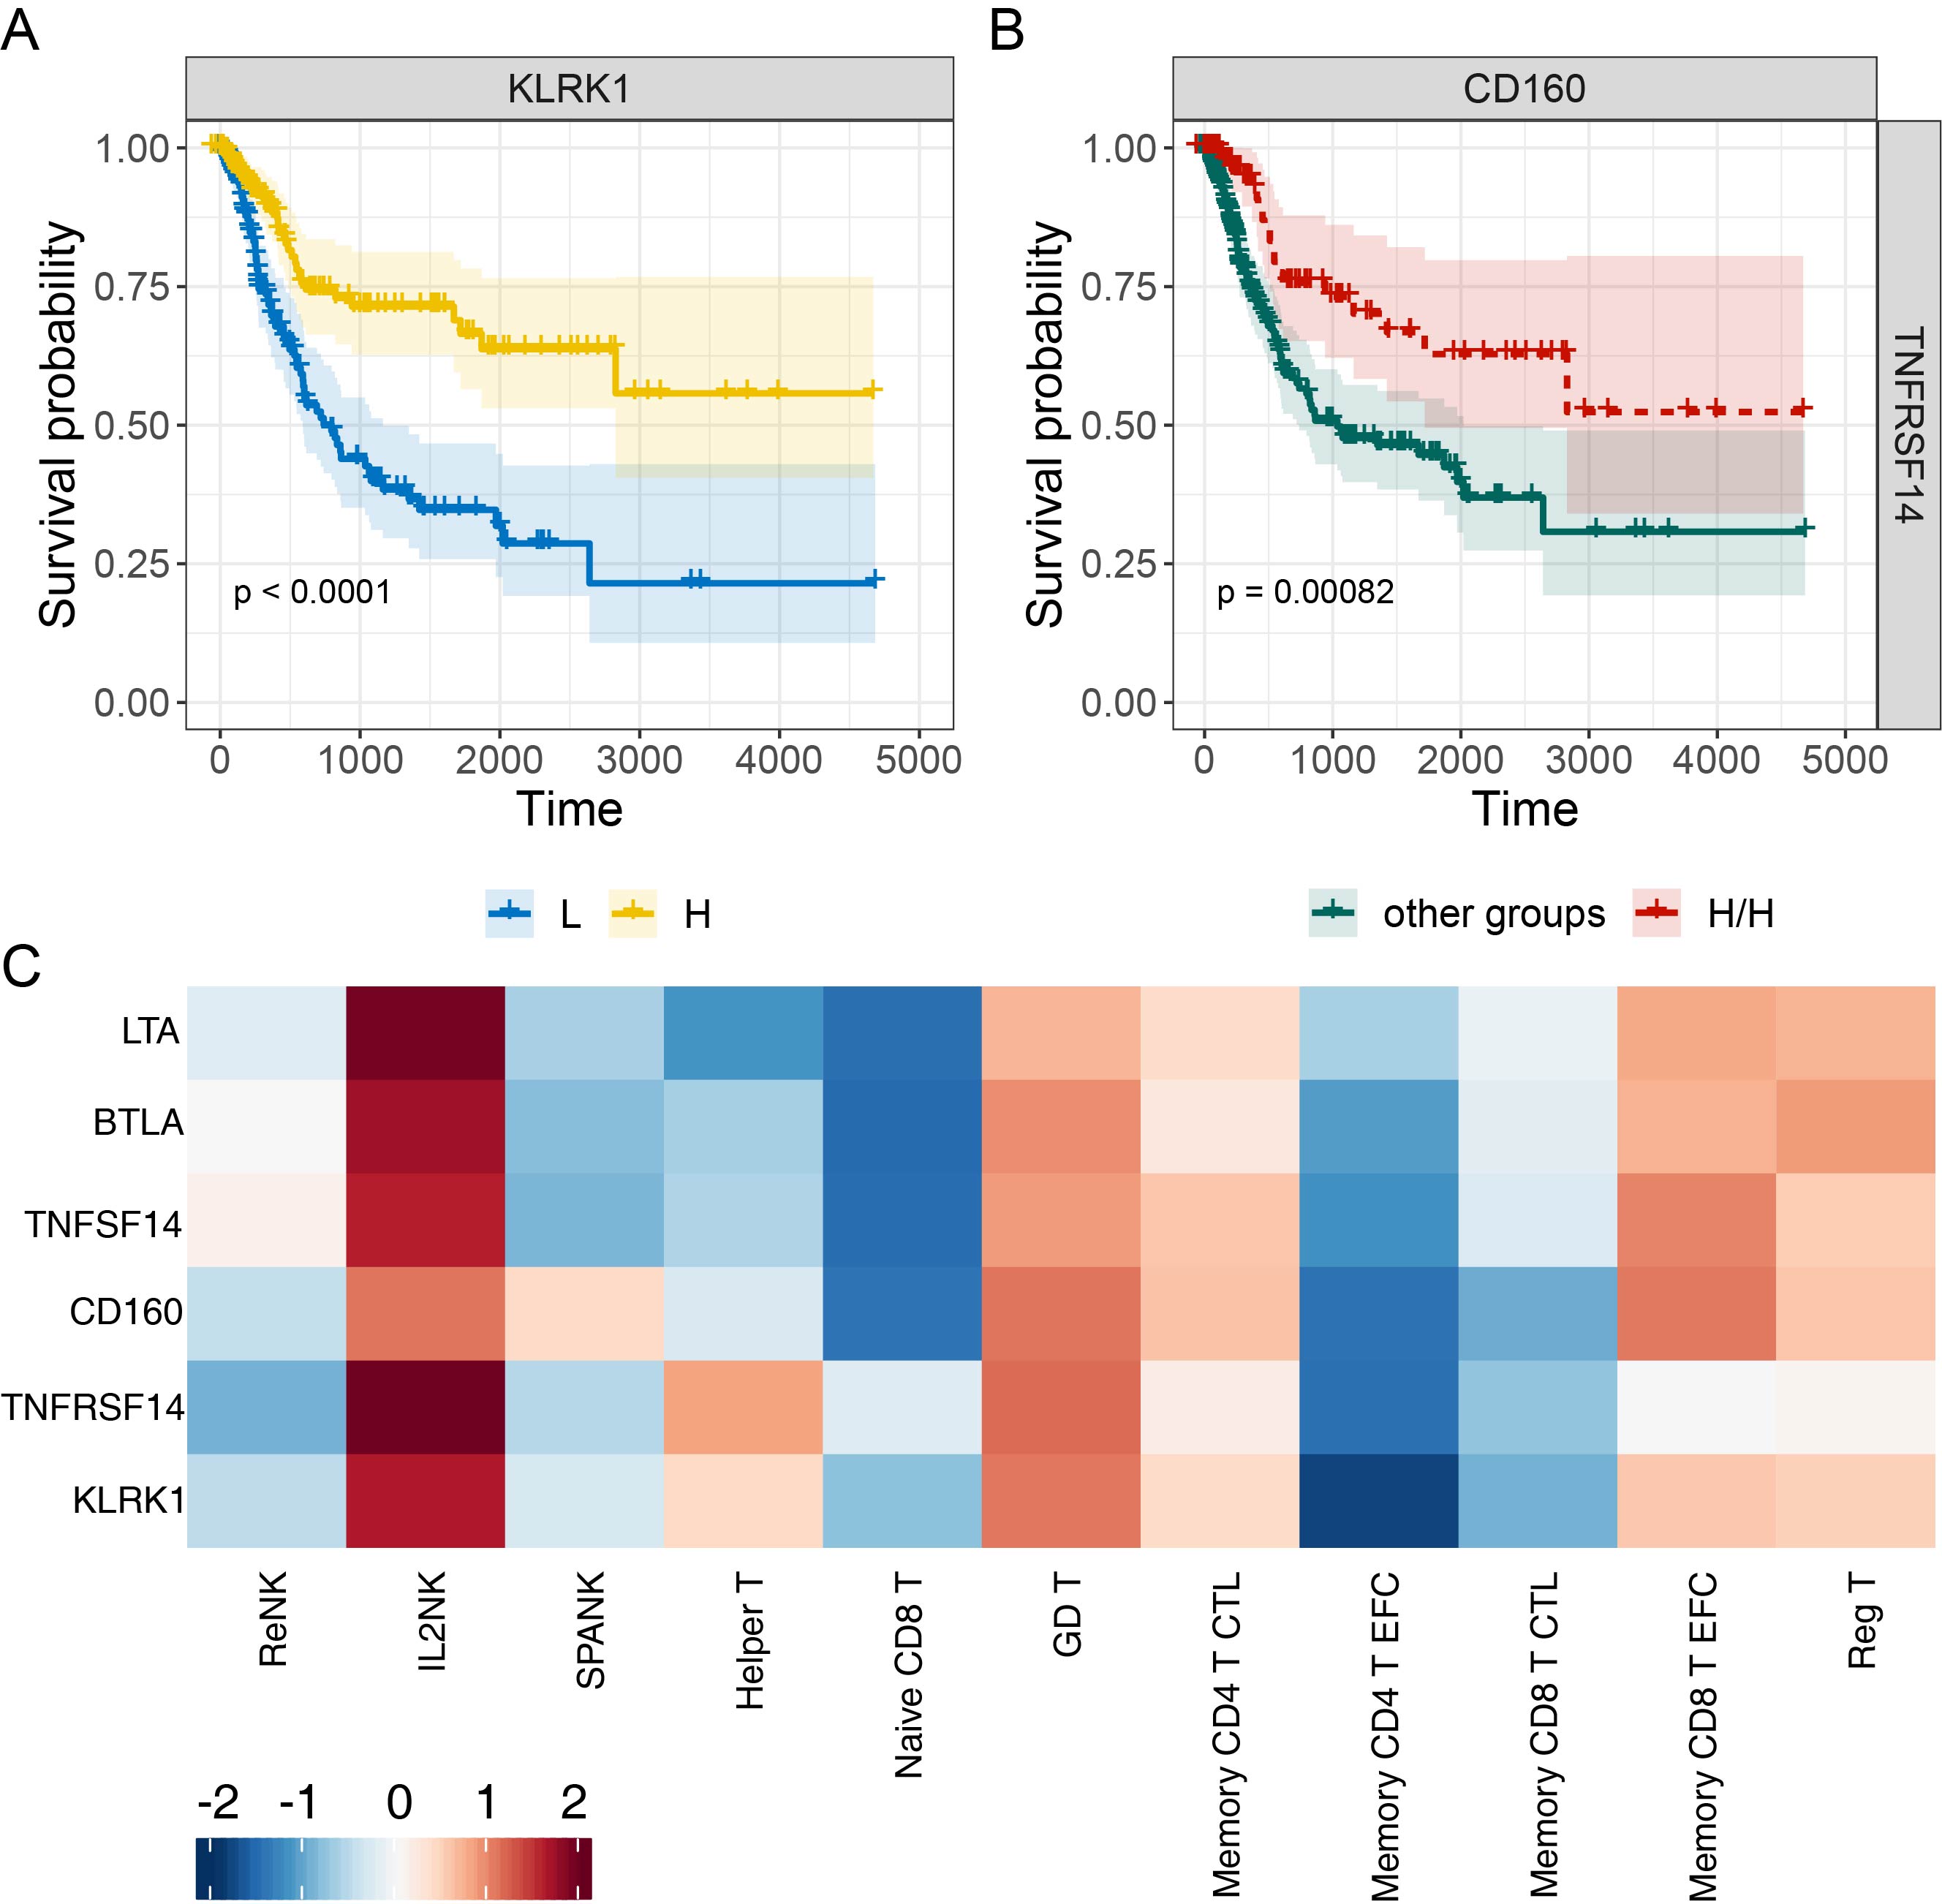 A
KLRK1
Survival probability
1.00
0.75
0.50
0.25
0.00
p < 0.0001
0 1000 2000 3000 4000 5000
Time
L H
B
CD160
TNFRSF14
Survival probability
1.00
0.75
0.50
0.25
0.00
p = 0.00082
0 1000 2000 3000 4000 5000
Time
other groups H/H
C
LTA
BTLA
TNFSF14
CD160
TNFRSF14
KLRK1
ReNK
IL2NK
SPANK
Helper T
Naive CD8 T
GD T
Memory CD4 T CTL
Memory CD4 T EFC
Memory CD8 T CTL
Memory CD8 T EFC
Reg T
-2 -1 0 1 2